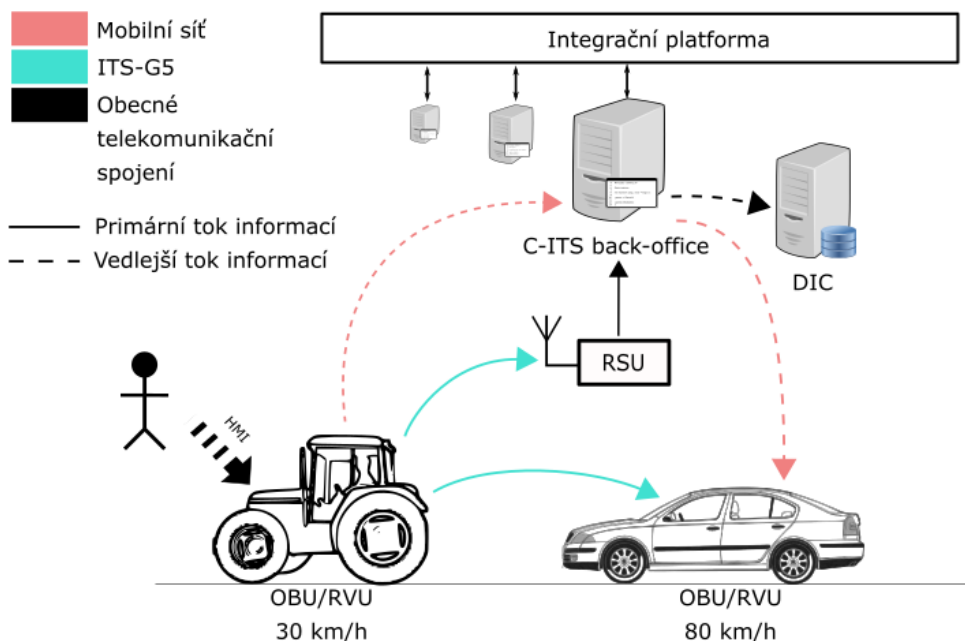 Mobilní síť
ITS-G5
Obecné
telekomunikační
spojení
Primární tok informací
Vedlejší tok informací
Integrační platforma
C-ITS back-office
DIC
RSU
HMI
OBU/RVU
30 km/h
OBU/RVU
80 km/h